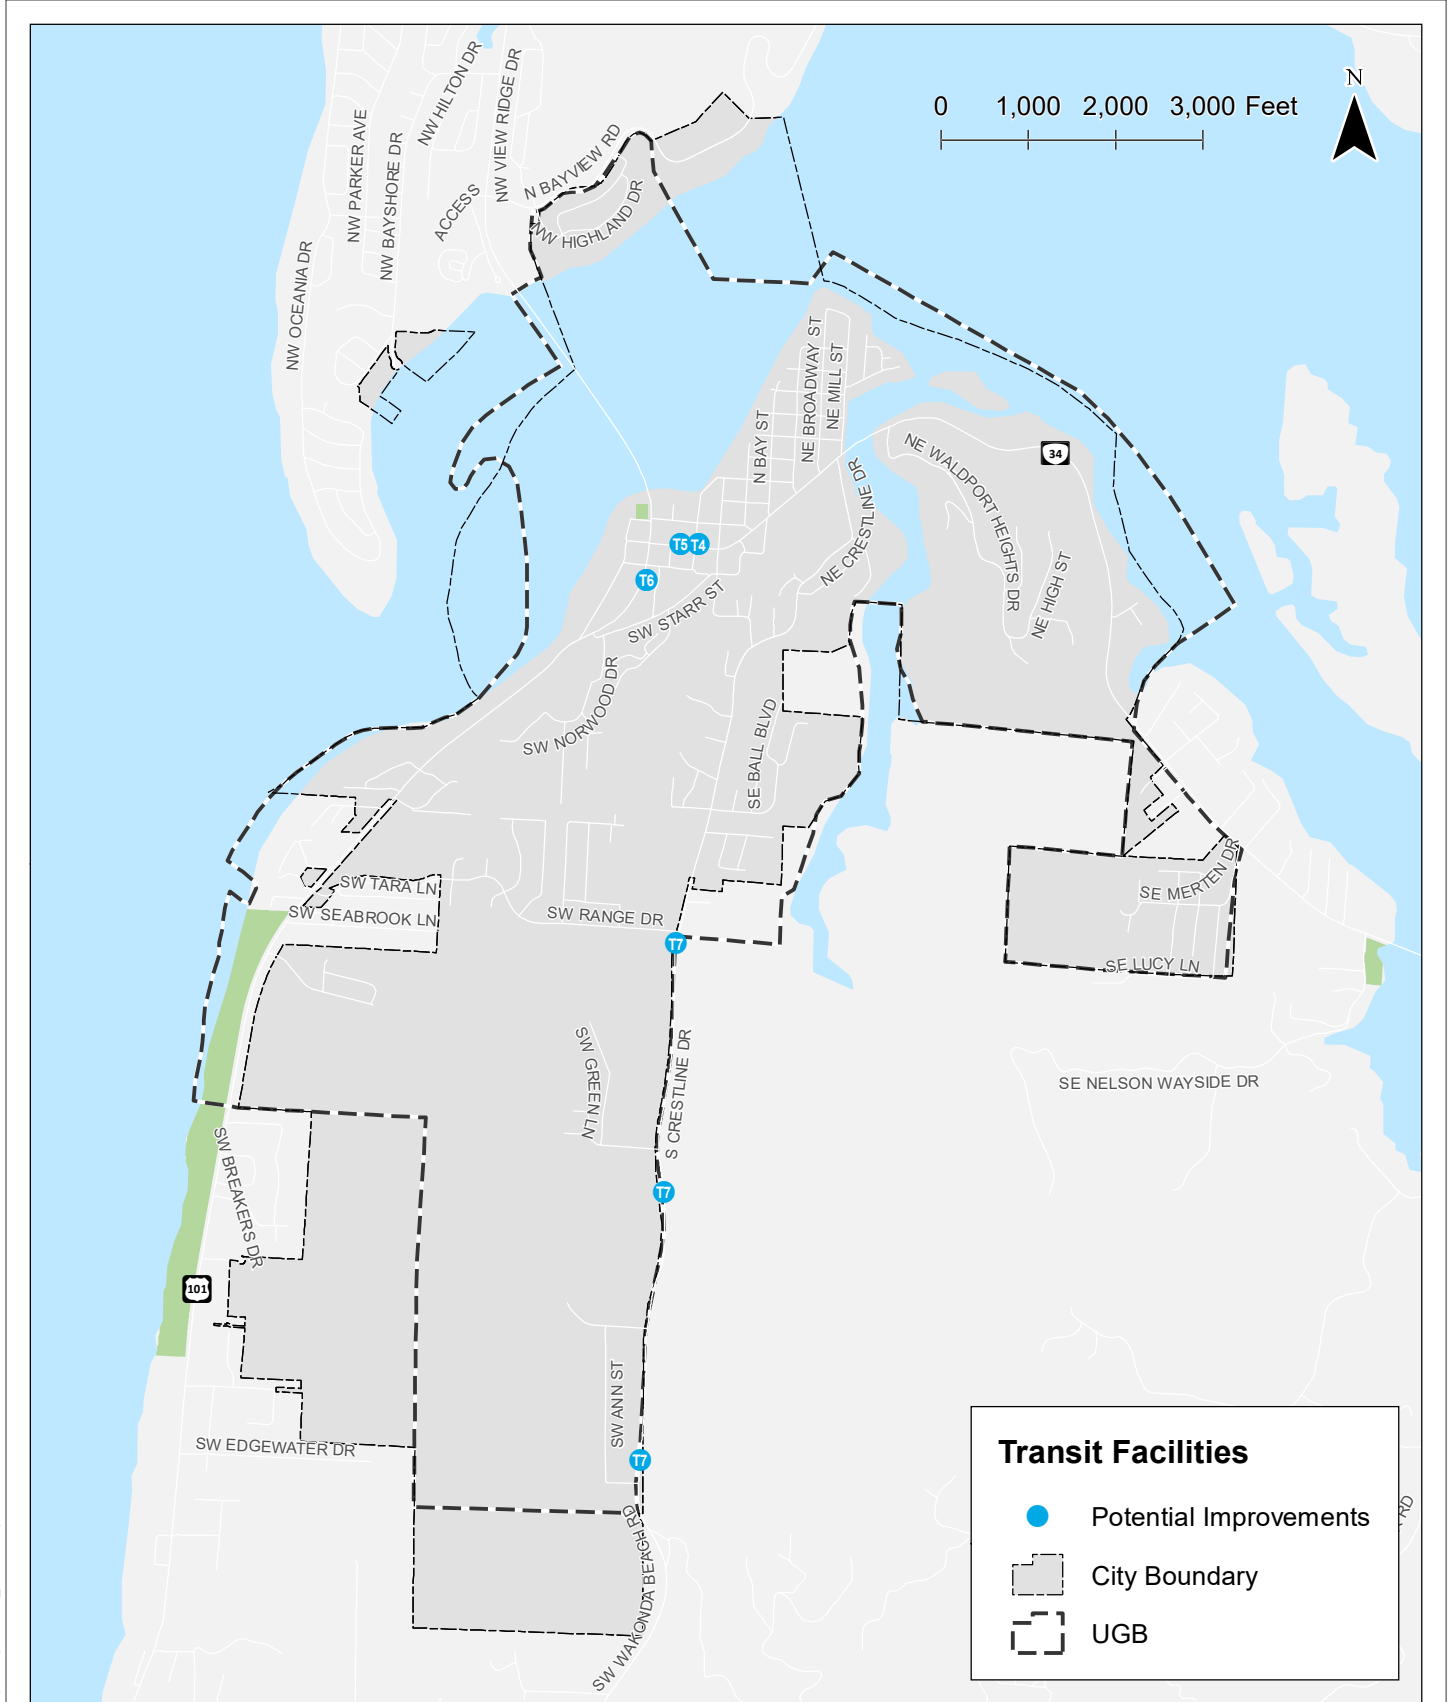 N
0 1,000 2,000 3,000 Feet
NW HILTON DR
NW VIEW RIDGE DR
NW PARKER AVE
NW BAYSHORE DR
ACCESS
N BAYVIEW RD
NW HIGHLAND DR
NW OCEANIA DR
NE BROADWAY ST
NE MILL ST
N BAY ST
34
NE WALDPORT HEIGHTS DR
NE CRESTLINE DR
NE HIGH ST
T5 T4
T6
SW STARR ST
SW NORWOOD DR
SE BALL BLVD
SW TARA LN
SW SEABROOK LN
SW RANGE DR
T7
SE MERTEN DR
SE LUCY LN
SW GREEN LN
S CRESTLINE DR
SE NELSON WAYSIDE DR
SW BREAKERS DR
T7
101
SW ANN ST
SW EDGEWATER DR
T7
SW WAKONDA BEACH RD
RD
Transit Facilities
Potential Improvements
City Boundary
UGB